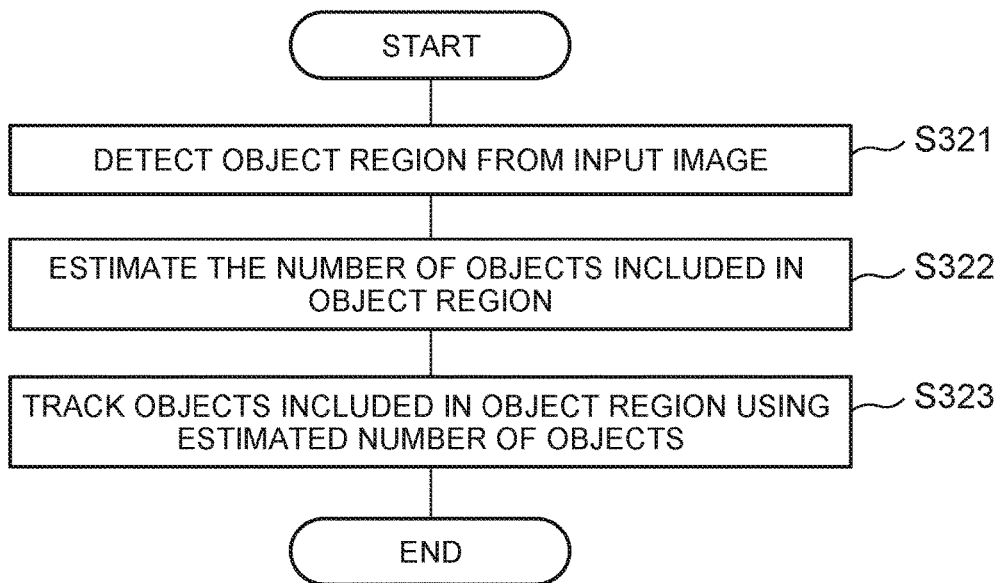 START
DETECT OBJECT REGION FROM INPUT IMAGE
S321
ESTIMATE THE NUMBER OF OBJECTS INCLUDED IN
OBJECT REGION
S322
TRACK OBJECTS INCLUDED IN OBJECT REGION USING
ESTIMATED NUMBER OF OBJECTS
S323
END